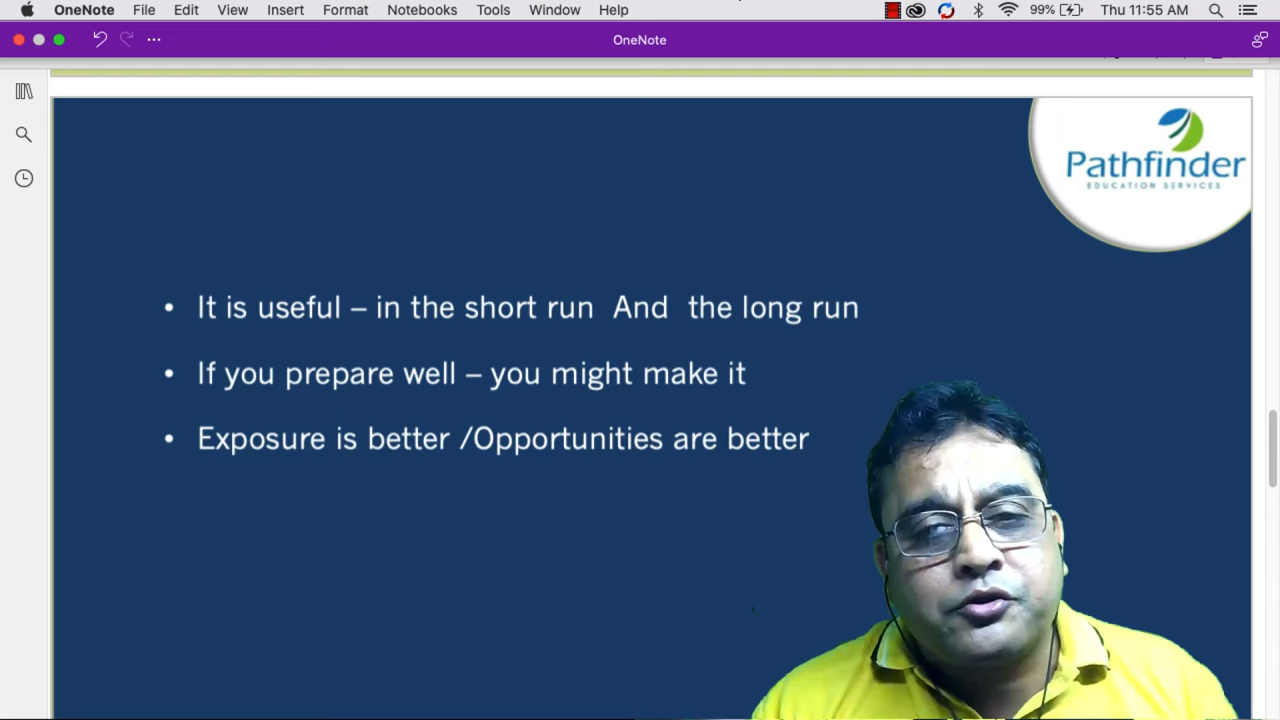 OneNote File Edit View Insert Format Notebooks Tools Window Help 99% Thu 11:55 AM
OneNote
Pathfinder
EDUCATION SERVICES
• It is useful – in the short run And the long run
• If you prepare well – you might make it
• Exposure is better /Opportunities are better